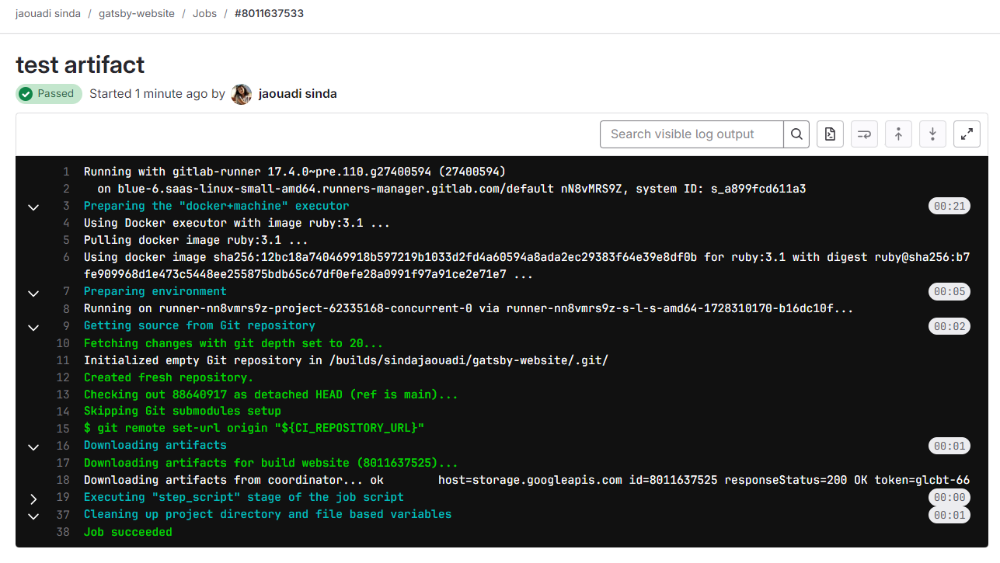 jaouadi sinda / gatsby-website / Jobs / #8011637533
test artifact
Passed Started 1 minute ago by jaouadi sinda
Search visible log output
1 Running with gitlab-runner 17.4.0~pre.110.g27400594 (27400594)
2 on blue-6.saas-linux-small-amd64.runners-manager.gitlab.com/default nN8vMRS9Z, system ID: s_a899fcd611a3
3 Preparing the "docker+machine" executor 00:21
4 Using Docker executor with image ruby:3.1 ...
5 Pulling docker image ruby:3.1 ...
6 Using docker image sha256:12bc18a740469918b597219b1033d2fd4a60594a8ada2ec29383f64e39e8df0b for ruby:3.1 with digest ruby@sha256:b7
fe909968d1e473c5448ee255875bdb65c67df0efe28a0991f97a91ce2e71e7 ...
7 Preparing environment 00:05
8 Running on runner-nn8vmrs9z-project-62335168-concurrent-0 via runner-nn8vmrs9z-s-l-s-amd64-1728310170-b16dc10f...
9 Getting source from Git repository 00:02
10 Fetching changes with git depth set to 20...
11 Initialized empty Git repository in /builds/sindajaouadi/gatsby-website/.git/
12 Created fresh repository.
13 Checking out 88640917 as detached HEAD (ref is main)...
14 Skipping Git submodules setup
15 $ git remote set-url origin "${CI_REPOSITORY_URL}"
16 Downloading artifacts 00:01
17 Downloading artifacts for build website (8011637525)...
18 Downloading artifacts from coordinator... ok host=storage.googleapis.com id=8011637525 responseStatus=200 OK token=glcbt-66
19 Executing "step_script" stage of the job script 00:00
37 Cleaning up project directory and file based variables 00:01
38 Job succeeded